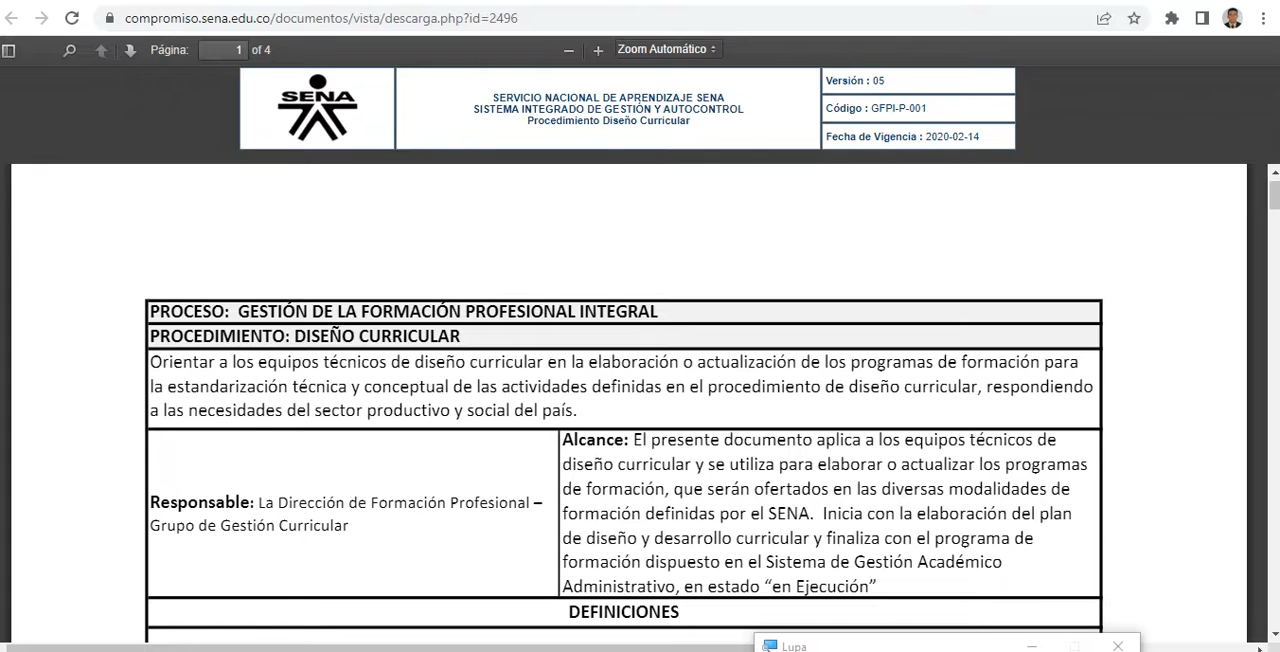 compromiso.sena.edu.co/documentos/vista/descarga.php?id=2496
Página: 1 of 4
Zoom Automático
SENA
SERVICIO NACIONAL DE APRENDIZAJE SENA
SISTEMA INTEGRADO DE GESTIÓN Y AUTOCONTROL
Procedimiento Diseño Curricular
Versión : 05
Código : GFPI-P-001
Fecha de Vigencia : 2020-02-14
PROCESO: GESTIÓN DE LA FORMACIÓN PROFESIONAL INTEGRAL
PROCEDIMIENTO: DISEÑO CURRICULAR
Orientar a los equipos técnicos de diseño curricular en la elaboración o actualización de los programas de formación para
la estandarización técnica y conceptual de las actividades definidas en el procedimiento de diseño curricular, respondiendo
a las necesidades del sector productivo y social del país.
Responsable: La Dirección de Formación Profesional –
Grupo de Gestión Curricular
Alcance: El presente documento aplica a los equipos técnicos de
diseño curricular y se utiliza para elaborar o actualizar los programas
de formación, que serán ofertados en las diversas modalidades de
formación definidas por el SENA. Inicia con la elaboración del plan
de diseño y desarrollo curricular y finaliza con el programa de
formación dispuesto en el Sistema de Gestión Académico
Administrativo, en estado “en Ejecución”
DEFINICIONES
Lupa